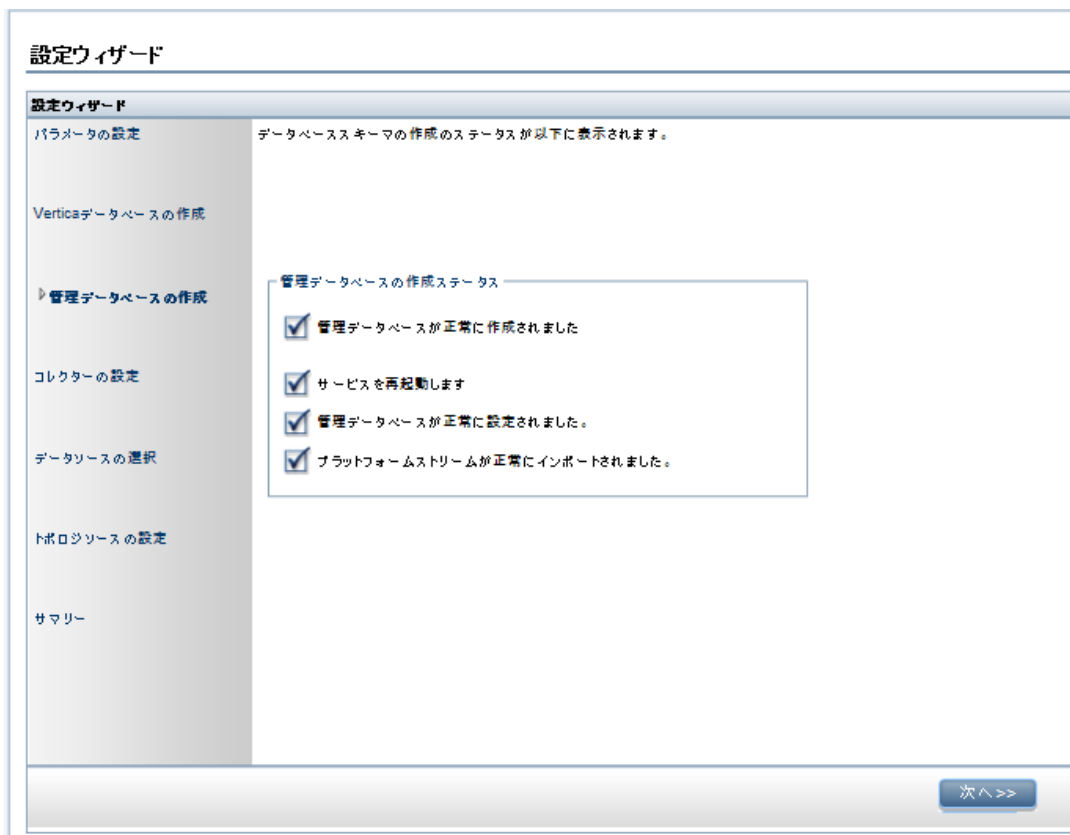 設定ウィザード
設定ウィザード
パラメータの設定
データベーススキーマの作成のステータスが以下に表示されます。
Verticaデータベースの作成
管理データベースの作成
管理データベースの作成ステータス
管理データベースが正常に作成されました
サービスを再起動します
管理データベースが正常に設定されました。
プラットフォームストリームが正常にインポートされました。
コレクターの設定
データソースの選択
トポロジソースの設定
サマリー
次へ>>